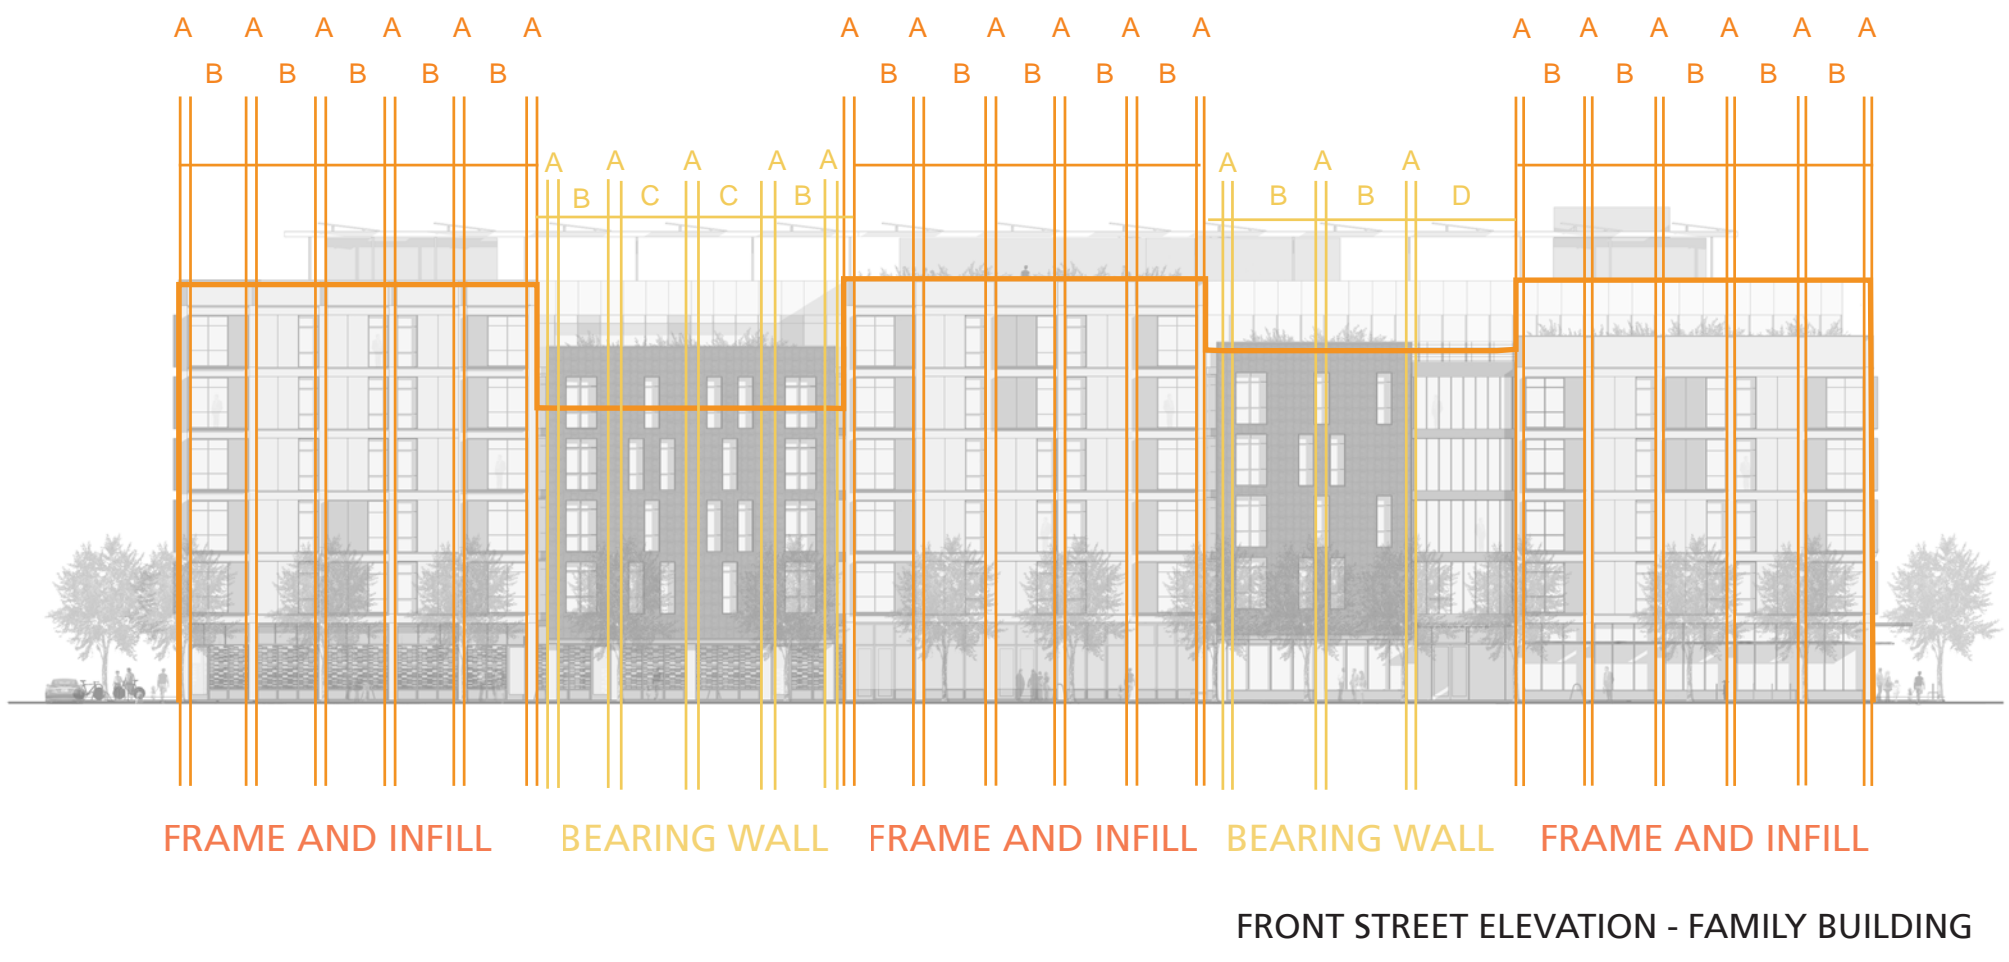 A A A A A A A A A A A A A A A A A A
B B B B B B B B B B B B B B B
A A A A A A A A
B C C B B B D
FRAME AND INFILL BEARING WALL FRAME AND INFILL BEARING WALL FRAME AND INFILL
FRONT STREET ELEVATION - FAMILY BUILDING